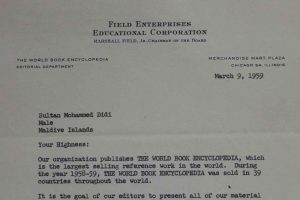 FIELD ENTERPRISES
EDUCATIONAL CORPORATION
MARSHALL FIELD, JR., CHAIRMAN OF THE BOARD
THE WORLD BOOK ENCYCLOPEDIA
EDITORIAL DEPARTMENT
MERCHANDISE MART PLAZA
CHICAGO 54, ILLINOIS
March 9, 1959
Sultan Mohammed Didi
Male
Maldive Islands
Your Highness:
Our organization publishes THE WORLD BOOK ENCYCLOPEDIA, which
is the largest selling reference work in the world. During
the year 1958-59, THE WORLD BOOK ENCYCLOPEDIA was sold in 39
countries throughout the world.
It is the goal of our editors to present all of our material